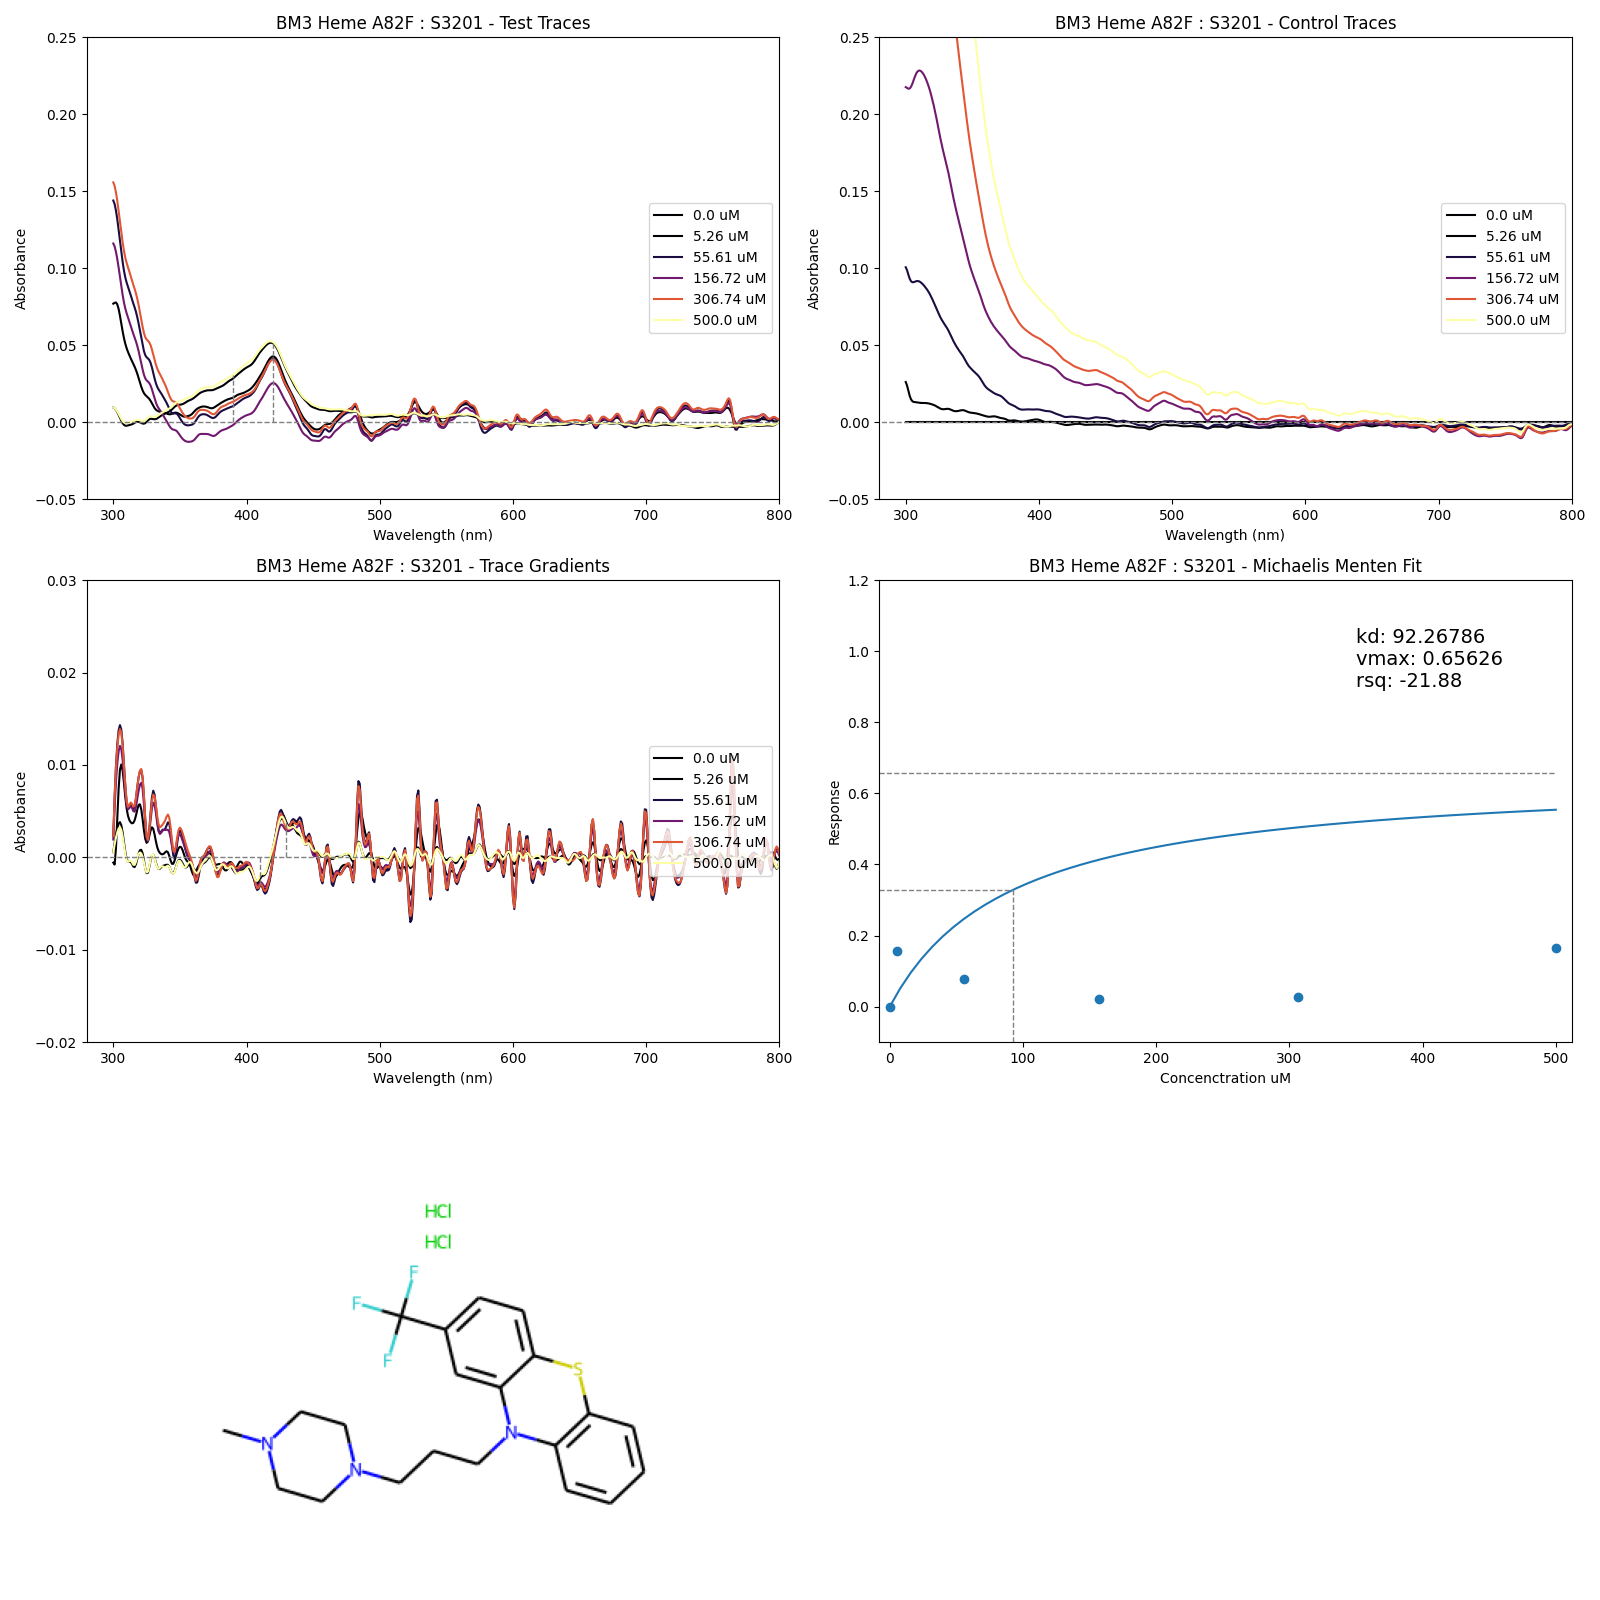 BM3 Heme A82F : S3201 - Test Traces
0.25
0.20
0.15
0.10
0.05
0.00
−0.05
Absorbance
300 400 500 600 700 800
Wavelength (nm)
0.0 uM
5.26 uM
55.61 uM
156.72 uM
306.74 uM
500.0 uM
BM3 Heme A82F : S3201 - Control Traces
0.25
0.20
0.15
0.10
0.05
0.00
−0.05
Absorbance
300 400 500 600 700 800
Wavelength (nm)
0.0 uM
5.26 uM
55.61 uM
156.72 uM
306.74 uM
500.0 uM
BM3 Heme A82F : S3201 - Trace Gradients
0.03
0.02
0.01
0.00
−0.01
−0.02
Absorbance
300 400 500 600 700 800
Wavelength (nm)
0.0 uM
5.26 uM
55.61 uM
156.72 uM
306.74 uM
500.0 uM
BM3 Heme A82F : S3201 - Michaelis Menten Fit
1.2
1.0
0.8
0.6
0.4
0.2
0.0
Response
kd: 92.26786
vmax: 0.65626
rsq: -21.88
0 100 200 300 400 500
Concenctration uM
HCl
HCl
F
F
F
S
N
N
N